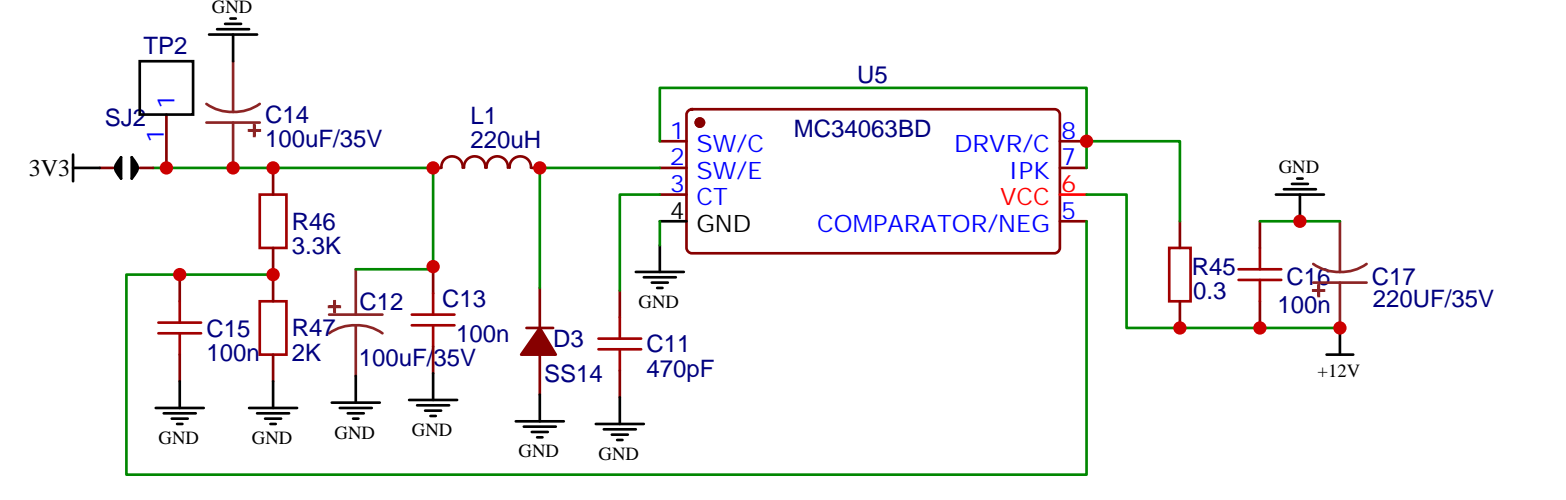 GND
TP2
1
SJ2
1
C14
100uF/35V
3V3
L1
220uH
U5
MC34063BD
1
SW/C
2
SW/E
3
CT
4
GND
8
DRVR/C
7
IPK
6
VCC
5
COMPARATOR/NEG
R46
3.3K
C15
100n
R47
2K
C12
100uF/35V
C13
100n
D3
SS14
C11
470pF
GND
R45
0.3
GND
C16
100n
C17
220UF/35V
+12V
GND
GND
GND
GND
GND
GND